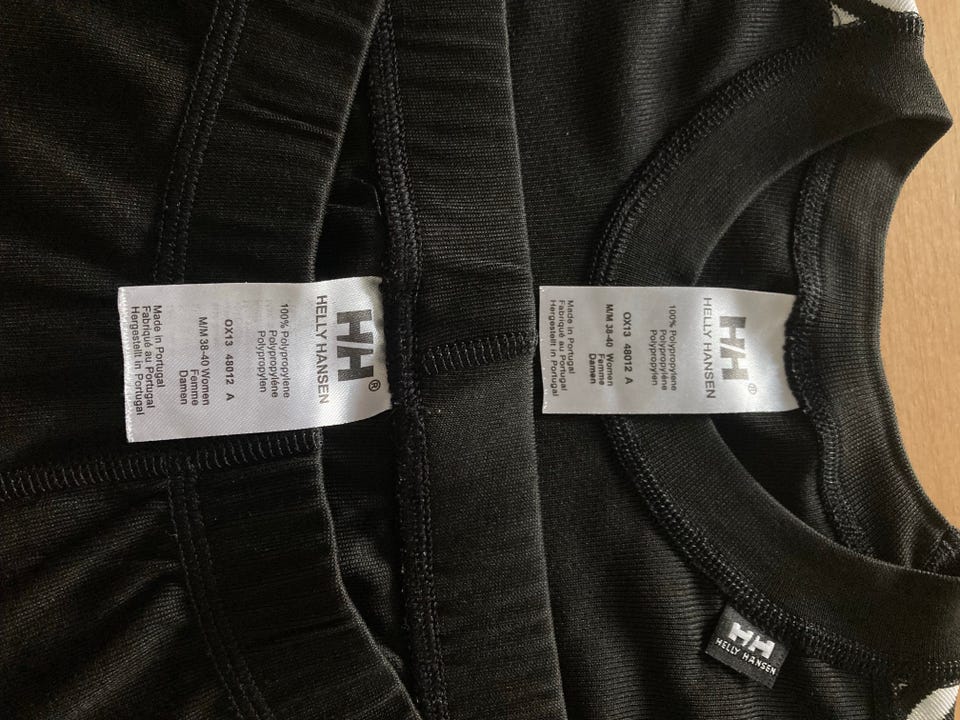 HH®
HELLY HANSEN
100% Polypropylene
Polypropylène
Polypropylen
OX13 48012 A
M/M 38-40 Women
Femme
Damen
Made in Portugal
Fabriqué au Portugal
Hergestellt in Portugal
HH®
HELLY HANSEN
100% Polypropylene
Polypropylène
Polypropylen
OX13 48012 A
M/M 38-40 Women
Femme
Damen
Made in Portugal
Fabriqué au Portugal
Hergestellt in Portugal
HH
HELLY HANSEN